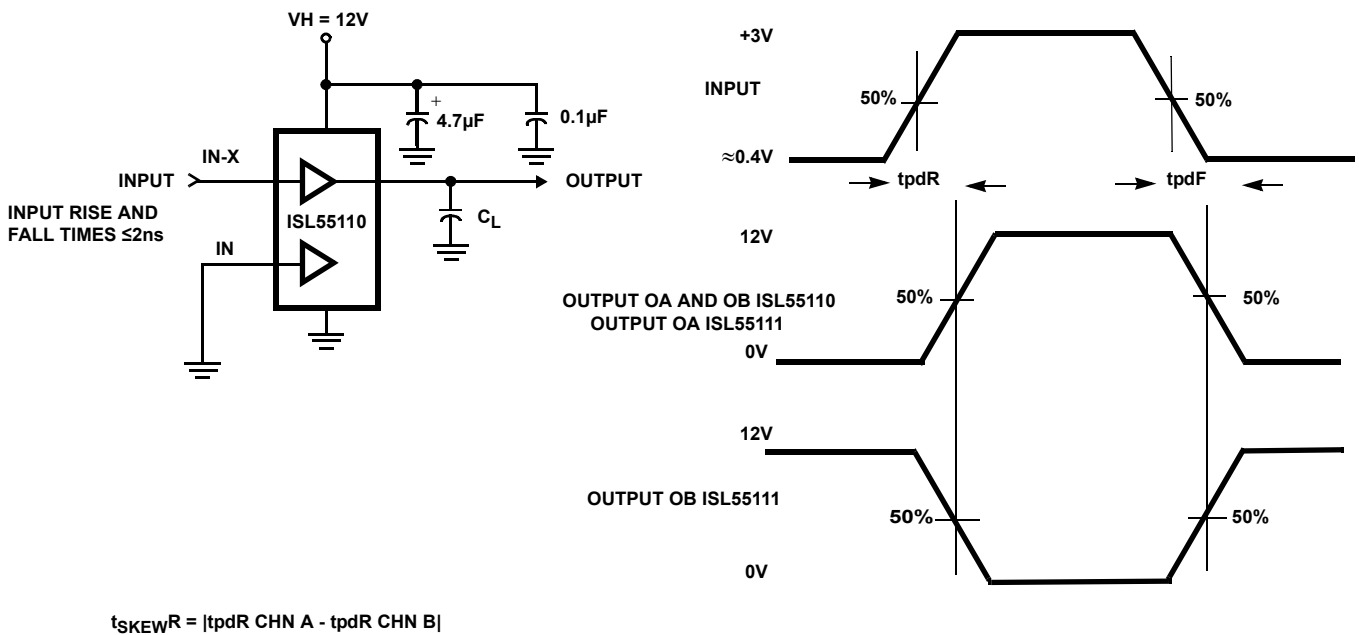 VH = 12V
+
4.7µF
0.1µF
IN-X
INPUT
OUTPUT
INPUT RISE AND
FALL TIMES ≤2ns
ISL55110
CL
IN
+3V
INPUT
50%
50%
≈0.4V
tpdR
tpdF
12V
OUTPUT OA AND OB ISL55110
OUTPUT OA ISL55111
50%
50%
0V
12V
OUTPUT OB ISL55111
50%
50%
0V
tSKEWR = |tpdR CHN A - tpdR CHN B|